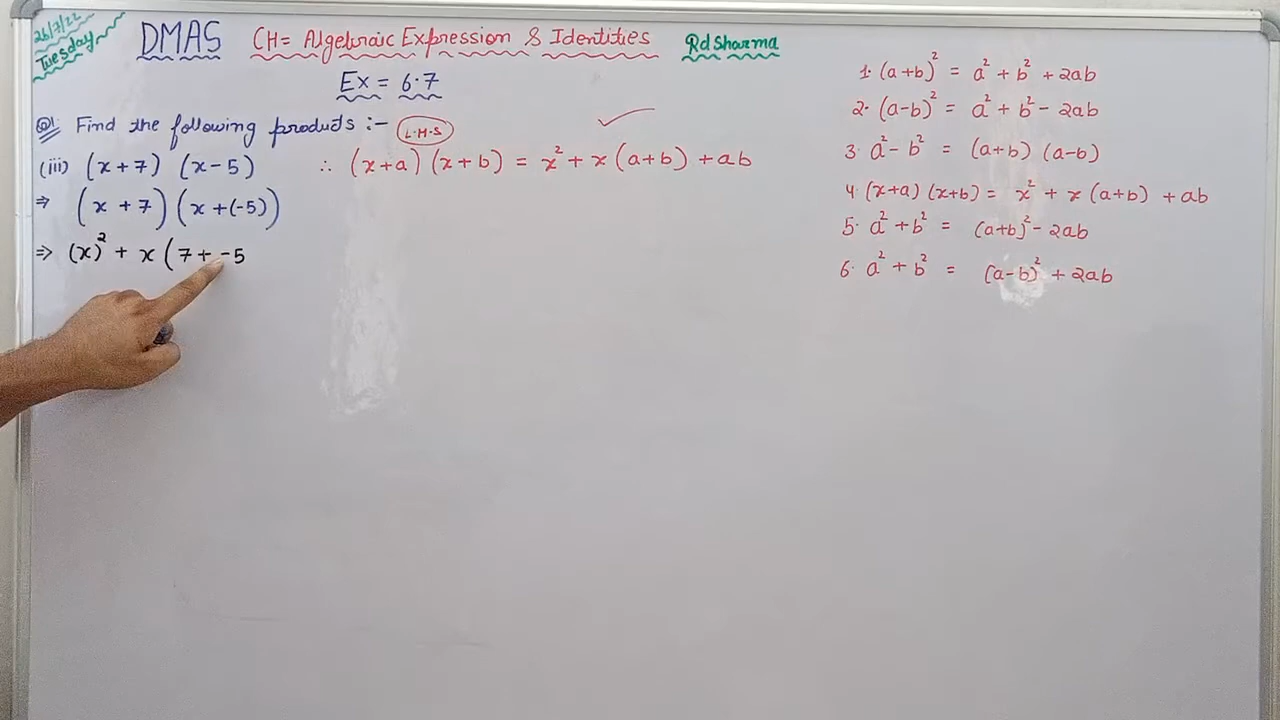 26/7/22
Tuesday
DMAS CH= Algebraic Expression & Identities Rd Sharma
Ex = 6.7
Q1. Find the following products :-
L.H.S
(iii) (x+7) (x-5) ∴ (x+a) (x+b) = x² + x (a+b) + ab
⇒ (x + 7) (x + (-5))
⇒ (x)² + x (7 + -5
1. (a+b)² = a² + b² + 2ab
2. (a-b)² = a² + b² - 2ab
3. a² - b² = (a+b) (a-b)
4. (x+a) (x+b) = x² + x (a+b) + ab
5. a² + b² = (a+b)² - 2ab
6. a² + b² = (a-b)² + 2ab